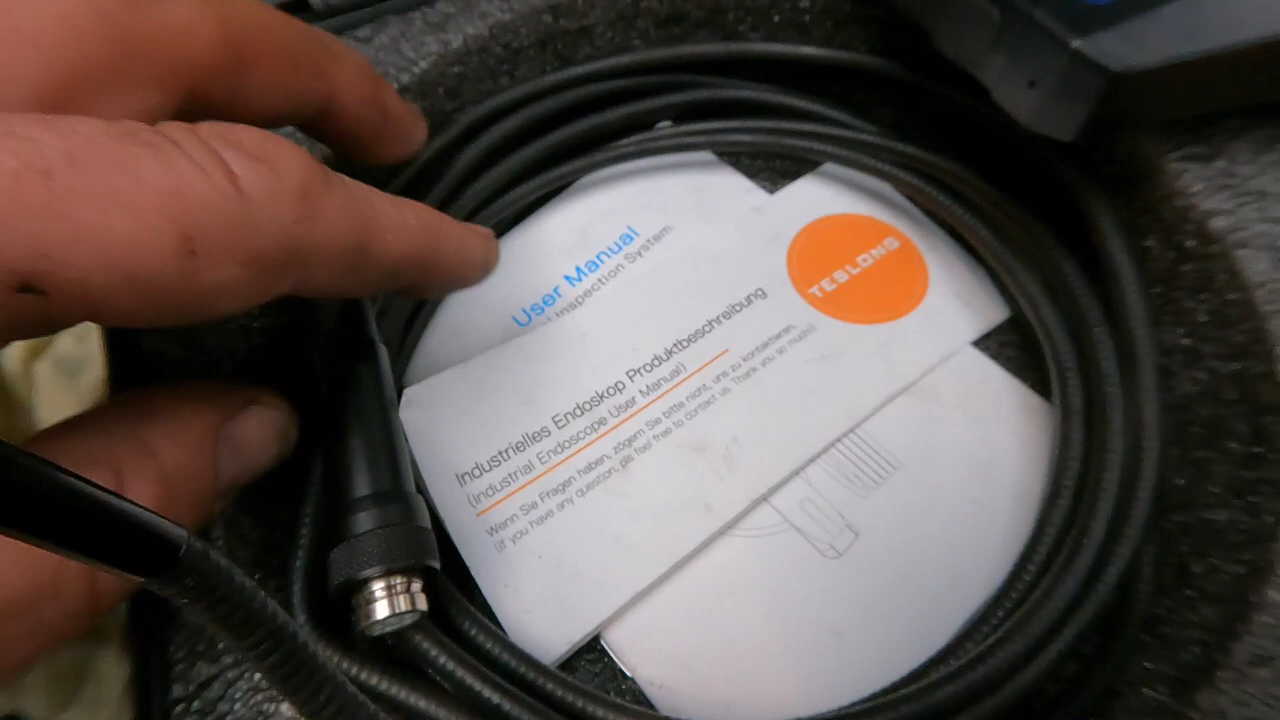 User Manual
Inspection System
TESLONG
Industrielles Endoskop Produktbeschreibung
(Industrial Endoscope User Manual)
Wenn Sie Fragen haben, zögern Sie bitte nicht, uns zu kontaktieren.
(If you have any question, pls feel free to contact us. Thank you so much!)